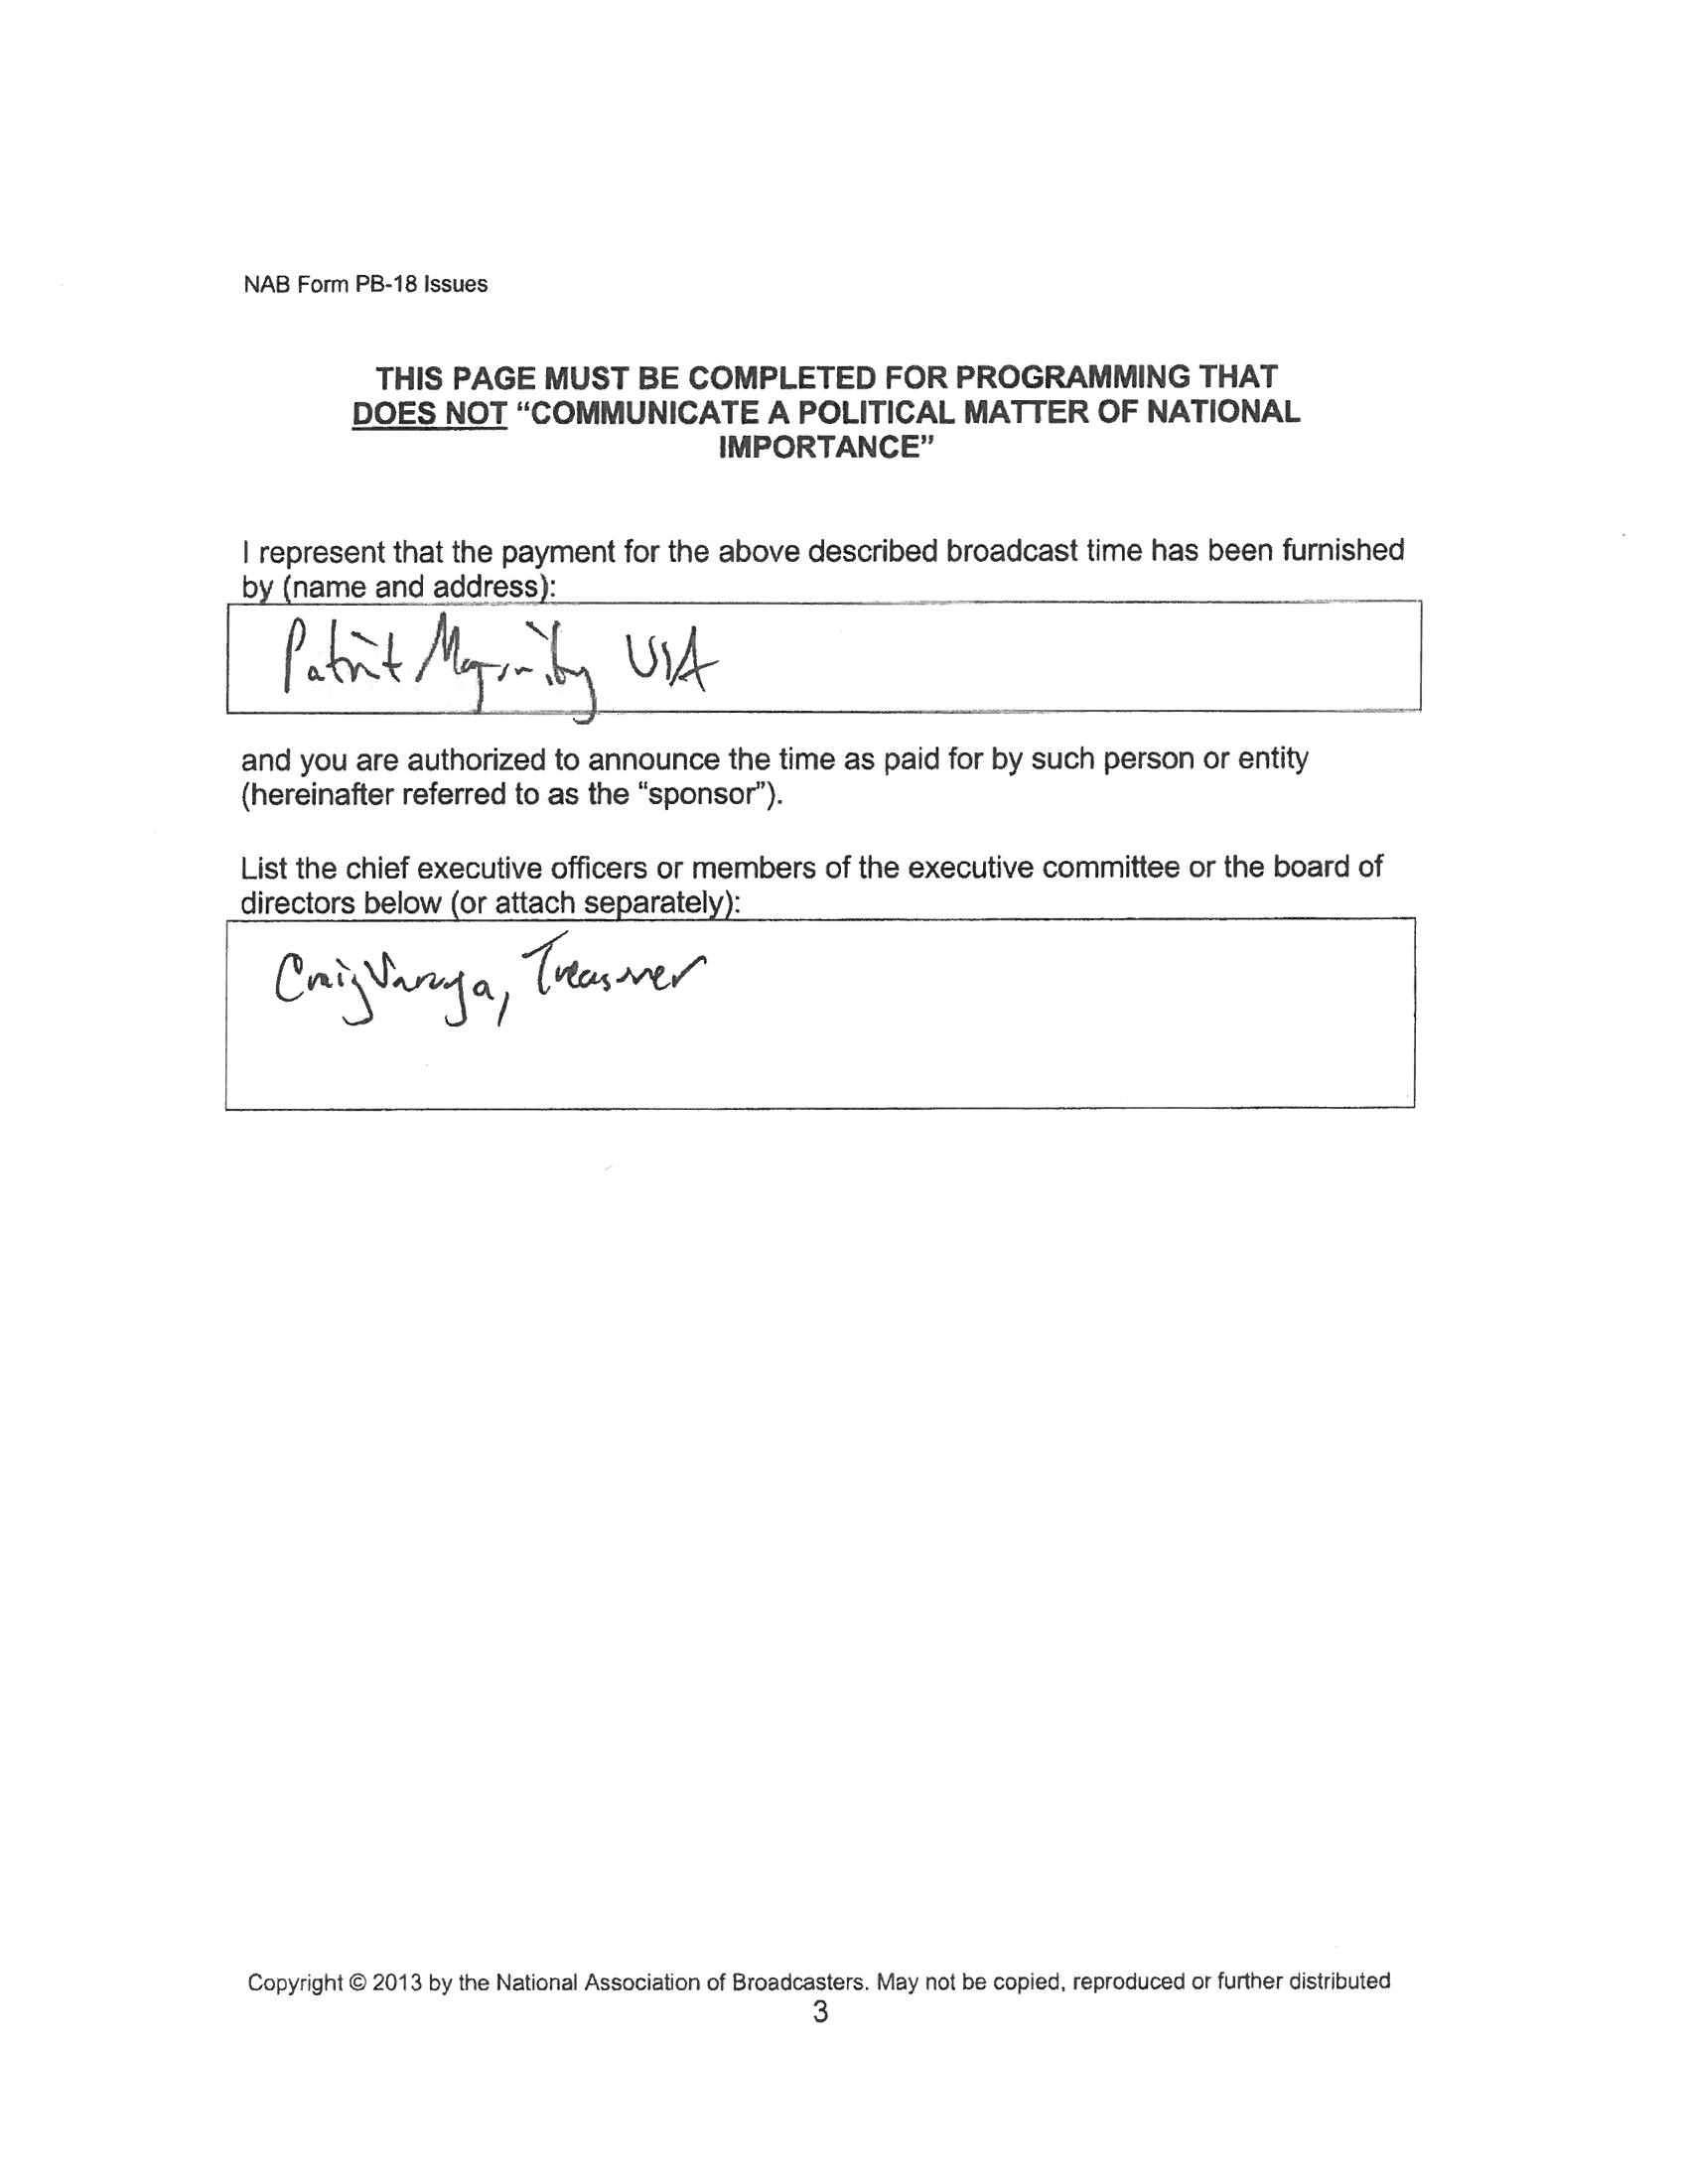 NAB Form PB-18 Issues
THIS PAGE MUST BE COMPLETED FOR PROGRAMMING THAT
DOES NOT “COMMUNICATE A POLITICAL MATTER OF NATIONAL
IMPORTANCE”
I represent that the payment for the above described broadcast time has been furnished
by (name and address):
Patriot Majority USA
and you are authorized to announce the time as paid for by such person or entity
(hereinafter referred to as the “sponsor”).
List the chief executive officers or members of the executive committee or the board of
directors below (or attach separately):
Craig Varoga, Treasurer
Copyright © 2013 by the National Association of Broadcasters. May not be copied, reproduced or further distributed
3